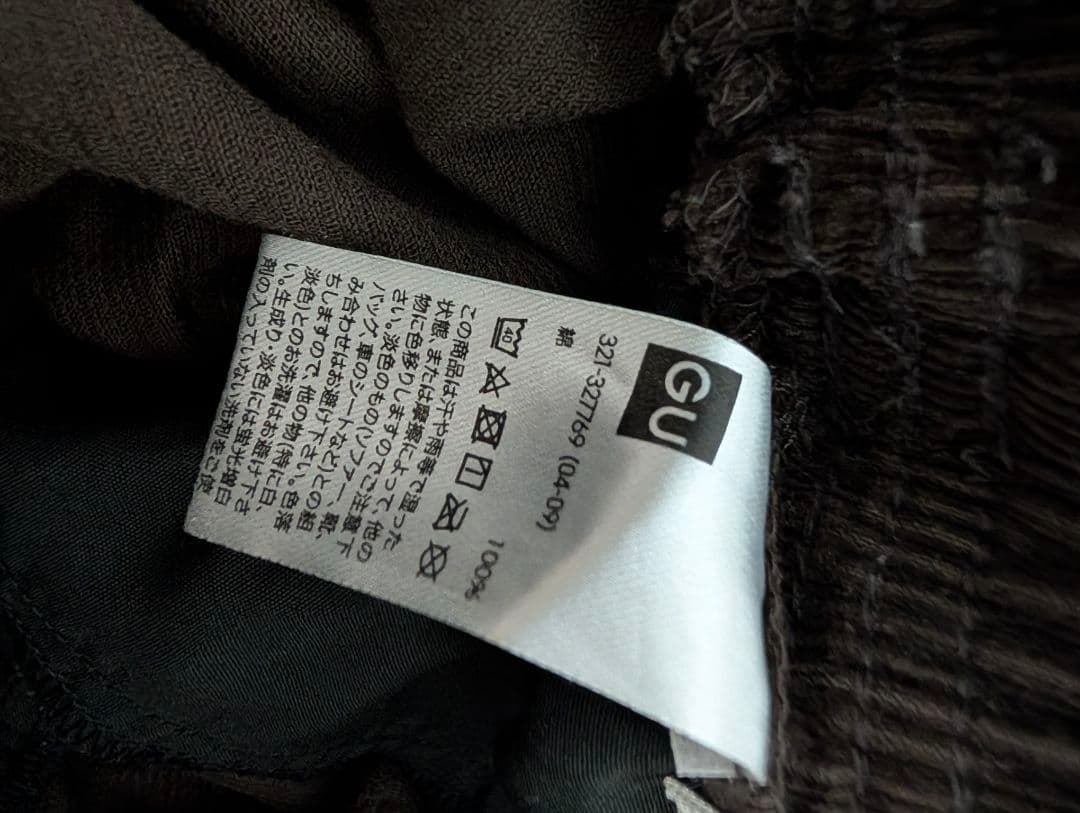 GU
321-327769 (04-09)
綿 100%
40
この商品は汗や雨等で湿った
状態、または摩擦によって、他の
物に色移りしますのでご注意下
さい。淡色のもの(ソファー、靴、
バッグ、車のシートなど)との組
み合わせはお避け下さい。色落
ちしますので、他の物(特に白、
淡色)とのお洗濯はお避け下さ
い。生成り、淡色には蛍光増白
剤の入っていない洗剤をご使